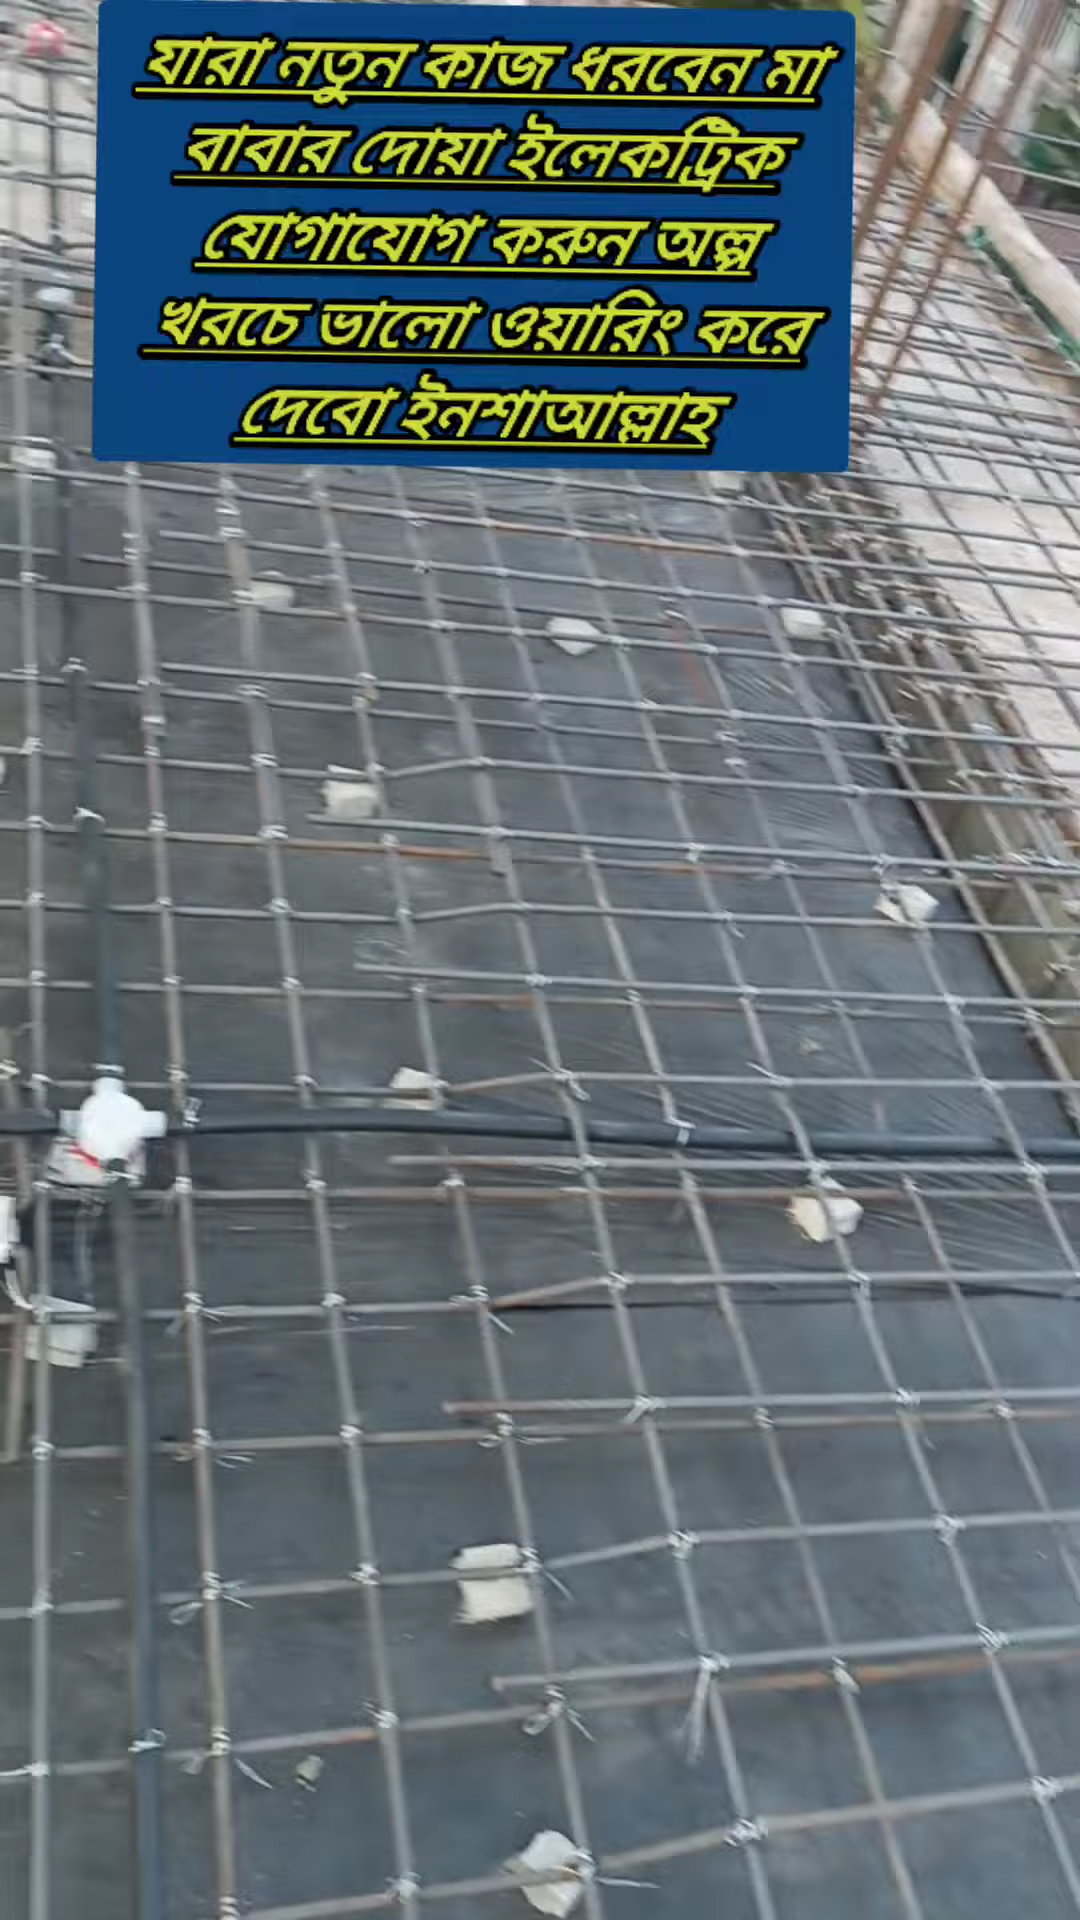 যারা নতুন কাজ ধরবেন মা
বাবার দোয়া ইলেকট্রিক
যোগাযোগ করুন অল্প
খরচে ভালো ওয়ারিং করে
দেবো ইনশাআল্লাহ